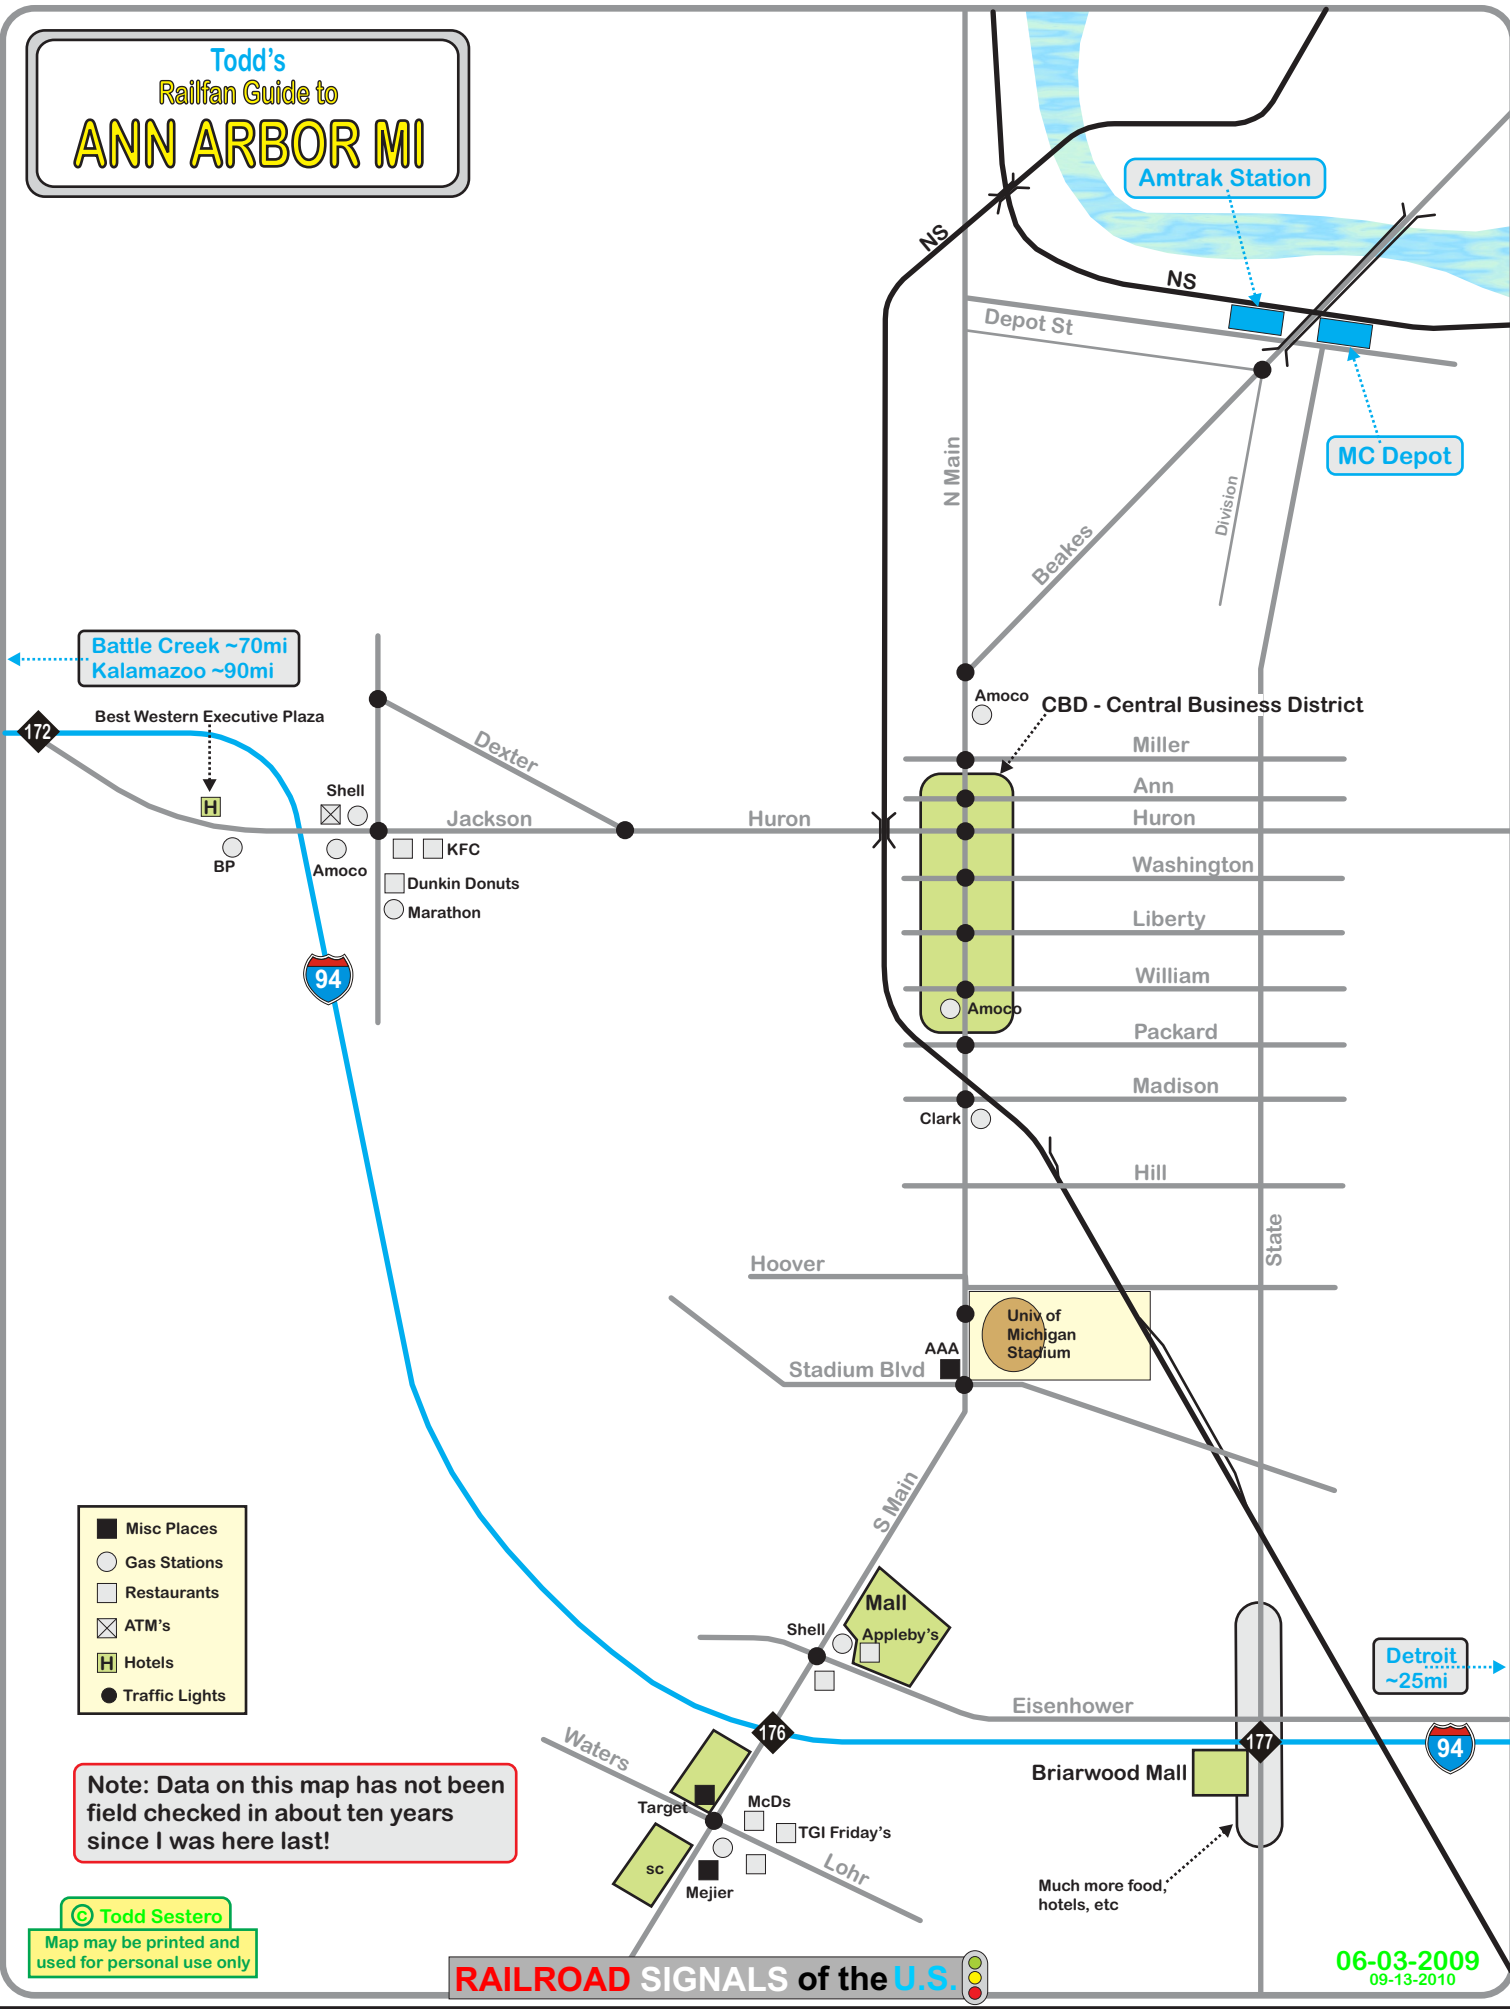 Todd's
Railfan Guide to
ANN ARBOR MI
Amtrak Station
NS
NS
Depot St
MC Depot
N Main
Division
Beakes
Battle Creek ~70mi
Kalamazoo ~90mi
172
Best Western Executive Plaza
H
Shell
BP
Amoco
Dexter
Jackson
KFC
Dunkin Donuts
Marathon
94
Huron
Amoco
CBD - Central Business District
Miller
Ann
Huron
Washington
Liberty
William
Amoco
Packard
Madison
Clark
Hill
State
Hoover
Univ of
Michigan
Stadium
AAA
Stadium Blvd
S Main
Misc Places
Gas Stations
Restaurants
ATM's
H Hotels
Traffic Lights
Mall
Appleby's
Shell
Eisenhower
Detroit
~25mi
176
177
94
Waters
Briarwood Mall
Target
McDs
TGI Friday's
sc
Mejier
Lohr
Much more food,
hotels, etc
Note: Data on this map has not been
field checked in about ten years
since I was here last!
© Todd Sestero
Map may be printed and
used for personal use only
RAILROAD SIGNALS of the U.S.
06-03-2009
09-13-2010